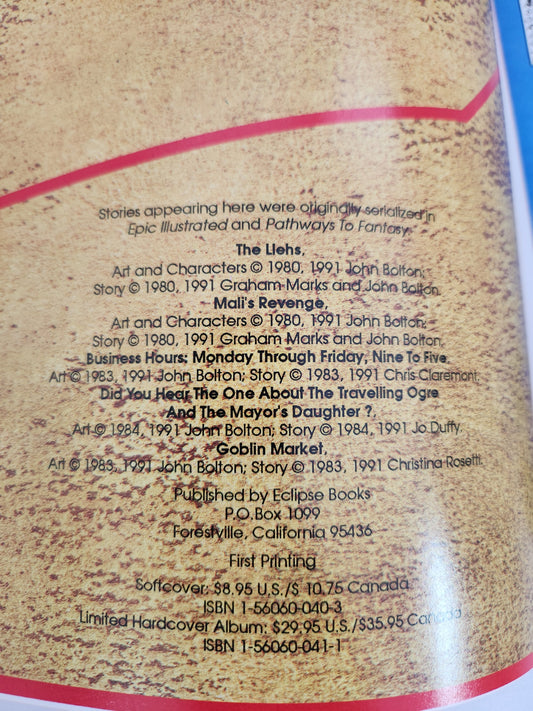 Stories appearing here were originally serialized in
Epic Illustrated and Pathways To Fantasy.
The Llehs,
Art and Characters © 1980, 1991 John Bolton;
Story © 1980, 1991 Graham Marks and John Bolton.
Mali's Revenge,
Art and Characters © 1980, 1991 John Bolton;
Story © 1980, 1991 Graham Marks and John Bolton.
Business Hours; Monday Through Friday, Nine To Five,
Art © 1983, 1991 John Bolton; Story © 1983, 1991 Chris Claremont.
Did You Hear The One About The Travelling Ogre
And The Mayor's Daughter ?,
Art © 1984, 1991 John Bolton; Story © 1984, 1991 Jo Duffy.
Goblin Market,
Art © 1983, 1991 John Bolton; Story © 1983, 1991 Christina Rosetti.
Published by Eclipse Books
P.O.Box 1099
Forestville, California 95436
First Printing
Softcover: $8.95 U.S./$ 10.75 Canada
ISBN 1-56060-040-3
Limited Hardcover Album: $29.95 U.S./$35.95 Canada
ISBN 1-56060-041-1